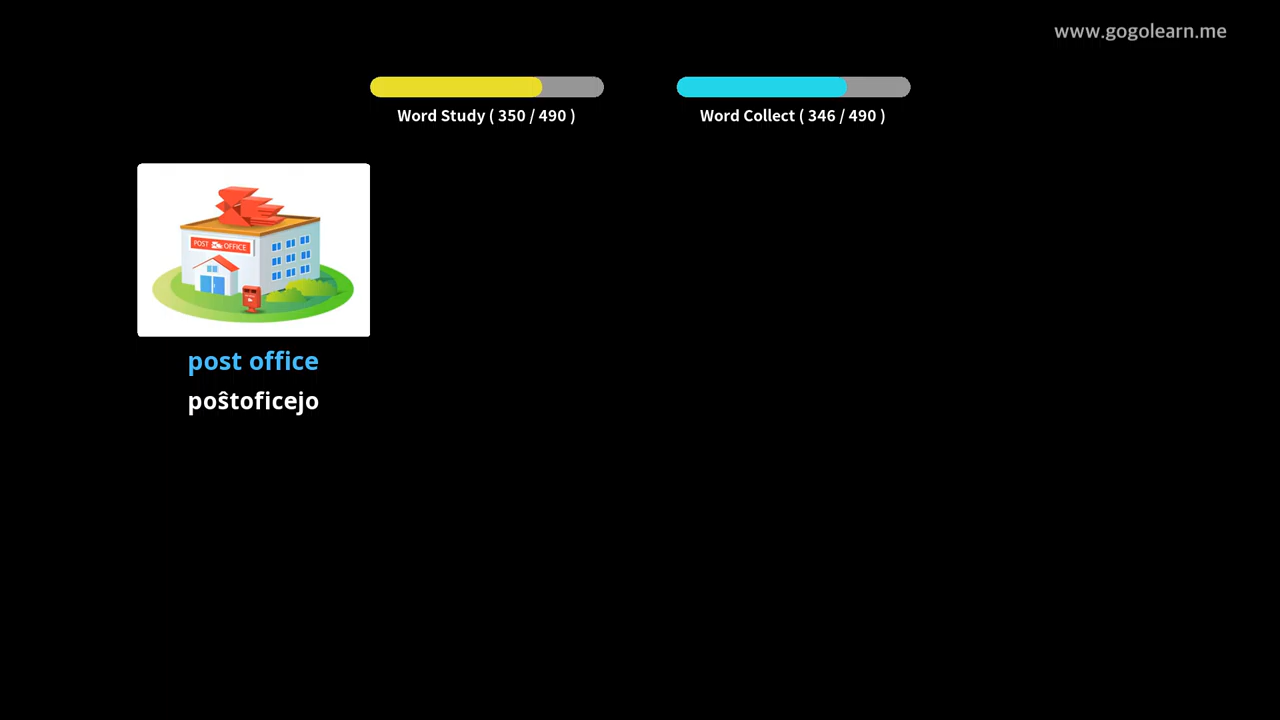 www.gogolearn.me
Word Study ( 350 / 490 )
Word Collect ( 346 / 490 )
POST OFFICE
post office
poŝtoficejo